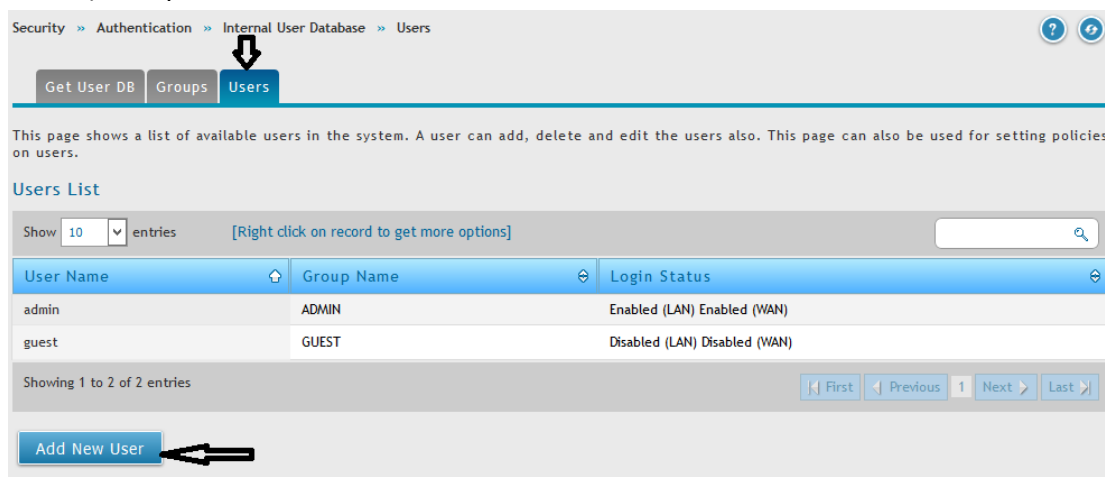 Security » Authentication » Internal User Database » Users
Get User DB Groups Users
This page shows a list of available users in the system. A user can add, delete and edit the users also. This page can also be used for setting policies
on users.
Users List
Show 10 entries [Right click on record to get more options]
User Name Group Name Login Status
admin ADMIN Enabled (LAN) Enabled (WAN)
guest GUEST Disabled (LAN) Disabled (WAN)
Showing 1 to 2 of 2 entries First Previous 1 Next Last
Add New User